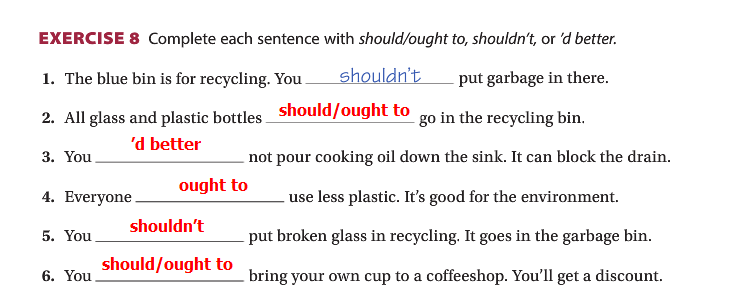 EXERCISE 8 Complete each sentence with should/ought to, shouldn't, or 'd better.
1. The blue bin is for recycling. You shouldn't put garbage in there.
2. All glass and plastic bottles should/ought to go in the recycling bin.
3. You 'd better not pour cooking oil down the sink. It can block the drain.
4. Everyone ought to use less plastic. It's good for the environment.
5. You shouldn't put broken glass in recycling. It goes in the garbage bin.
6. You should/ought to bring your own cup to a coffeeshop. You'll get a discount.